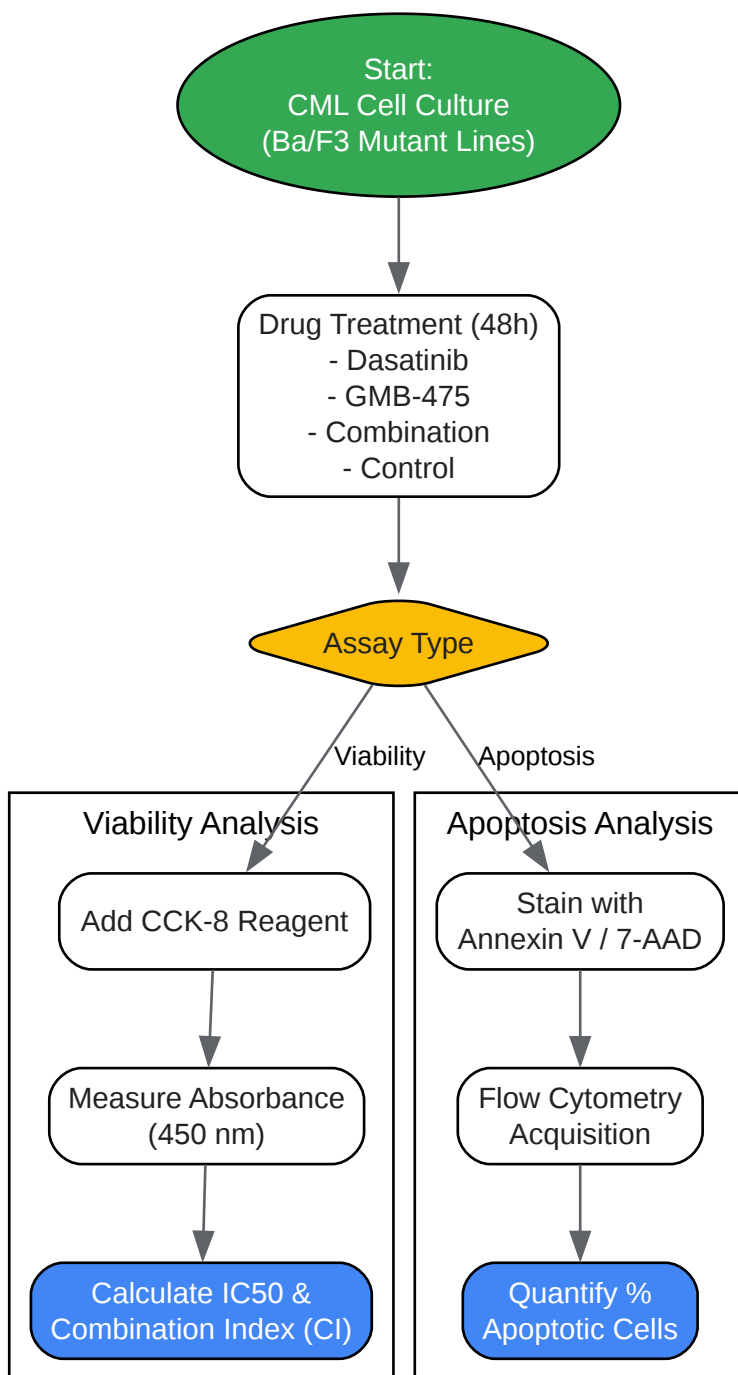 Start:
CML Cell Culture
(Ba/F3 Mutant Lines)
Drug Treatment (48h)
- Dasatinib
- GMB-475
- Combination
- Control
Assay Type
Viability
Apoptosis
Viability Analysis
Add CCK-8 Reagent
Measure Absorbance
(450 nm)
Calculate IC50 &
Combination Index (CI)
Apoptosis Analysis
Stain with
Annexin V / 7-AAD
Flow Cytometry
Acquisition
Quantify %
Apoptotic Cells